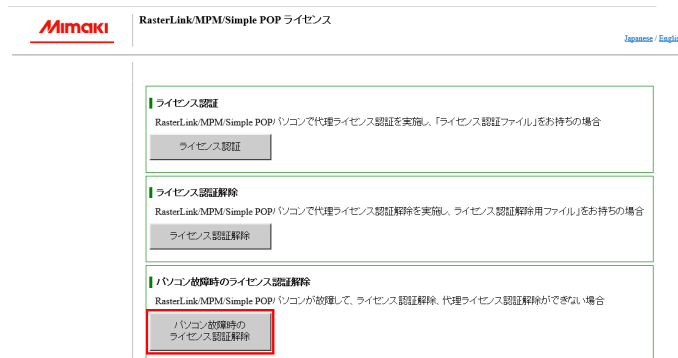 Mimaki
RasterLink/MPM/Simple POP ライセンス
Japanese / Englis
ライセンス認証
RasterLink/MPM/Simple POPパソコンで代理ライセンス認証を実施し、「ライセンス認証ファイル」をお持ちの場合
ライセンス認証
ライセンス認証解除
RasterLink/MPM/Simple POPパソコンで代理ライセンス認証解除を実施し、ライセンス認証解除用ファイル」をお持ちの場合
ライセンス認証解除
パソコン故障時のライセンス認証解除
RasterLink/MPM/Simple POPパソコンが故障して、ライセンス認証解除、代理ライセンス認証解除ができない場合
パソコン故障時の
ライセンス認証解除